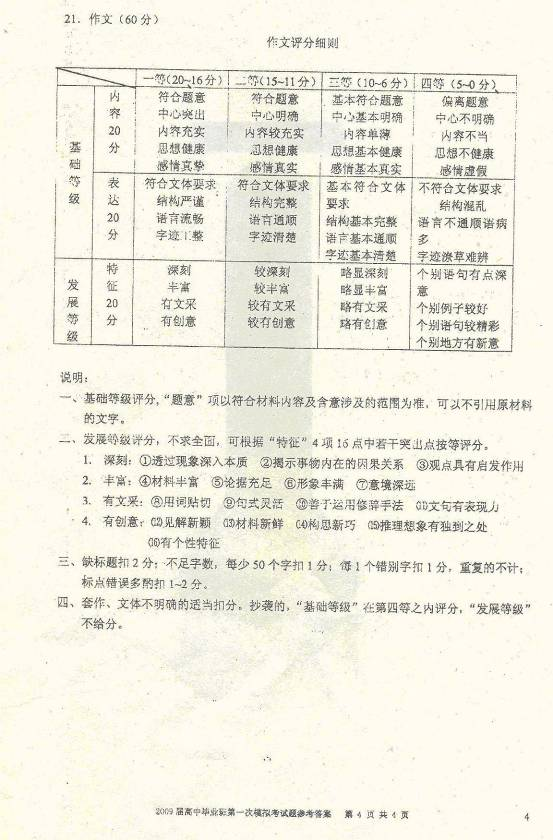 21．作文（60 分）
作文评分细则
一等(20~16 分) 二等(15~11 分) 三等 (10~6 分) 四等 (5~0 分)
基础等级
内容20分
符合题意 符合题意 基本符合题意 偏离题意
中心突出 中心明确 中心基本明确 中心不明确
内容充实 内容较充实 内容单薄 内容不当
思想健康 思想健康 思想基本健康 思想不健康
感情真挚 感情真实 感情基本真实 感情虚假
表达20分
符合文体要求 符合文体要求 基本符合文体要求 不符合文体要求
结构严谨 结构完整 结构基本完整 结构混乱
语言流畅 语言通顺 语言基本通顺 语言不通顺语病多
字迹工整 字迹清楚 字迹基本清楚 字迹潦草难辨
发展等级
特征20分
深刻 较深刻 略显深刻 个别语句有点深意
丰富 较丰富 略显丰富 个别例子较好
有文采 较有文采 略有文采 个别语句较精彩
有创意 较有创意 略有创意 个别地方有新意
说明：
一、基础等级评分，“题意”项以符合材料内容及含意涉及的范围为准，可以不引用原材料
的文字。
二、发展等级评分，不求全面，可根据“特征”4 项 16 点中若干突出点按等评分。
1． 深刻：①透过现象深入本质 ②揭示事物内在的因果关系 ③观点具有启发作用
2． 丰富：④材料丰富 ⑤论据充足 ⑥形象丰满 ⑦意境深远
3． 有文采：⑧用词贴切 ⑨句式灵活 ⑩善于运用修辞手法 ⑾文句有表现力
4． 有创意：⑿见解新颖 ⒀材料新鲜 ⒁构思新巧 ⒂推理想象有独到之处
⒃有个性特征
三、缺标题扣 2 分；不足字数，每少 50 个字扣 1 分；每 1 个错别字扣 1 分，重复的不计；
标点错误多酌扣 1~2 分。
四、套作、文体不明确的适当扣分。抄袭的，“基础等级”在第四等之内评分，“发展等级”
不给分。
2009 届高中毕业班第一次模拟考试题参考答案 第 4 页 共 4 页
4